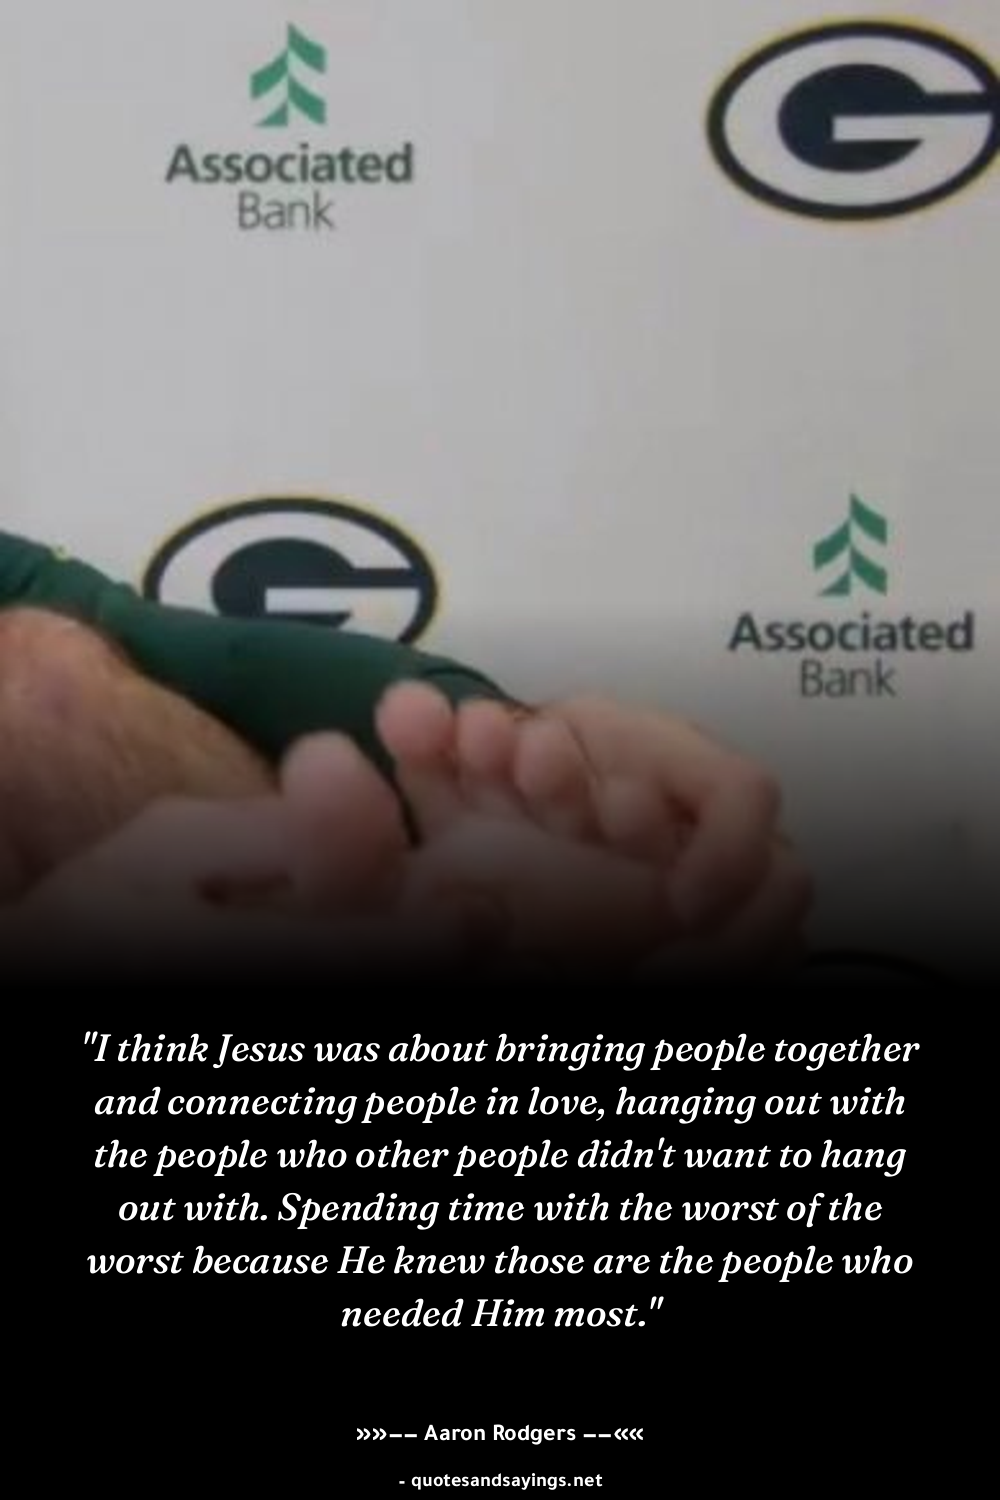 Associated
Bank
G
G
Associated
Bank
"I think Jesus was about bringing people together
and connecting people in love, hanging out with
the people who other people didn't want to hang
out with. Spending time with the worst of the
worst because He knew those are the people who
needed Him most."
»»–– Aaron Rodgers ––««
- quotesandsayings.net